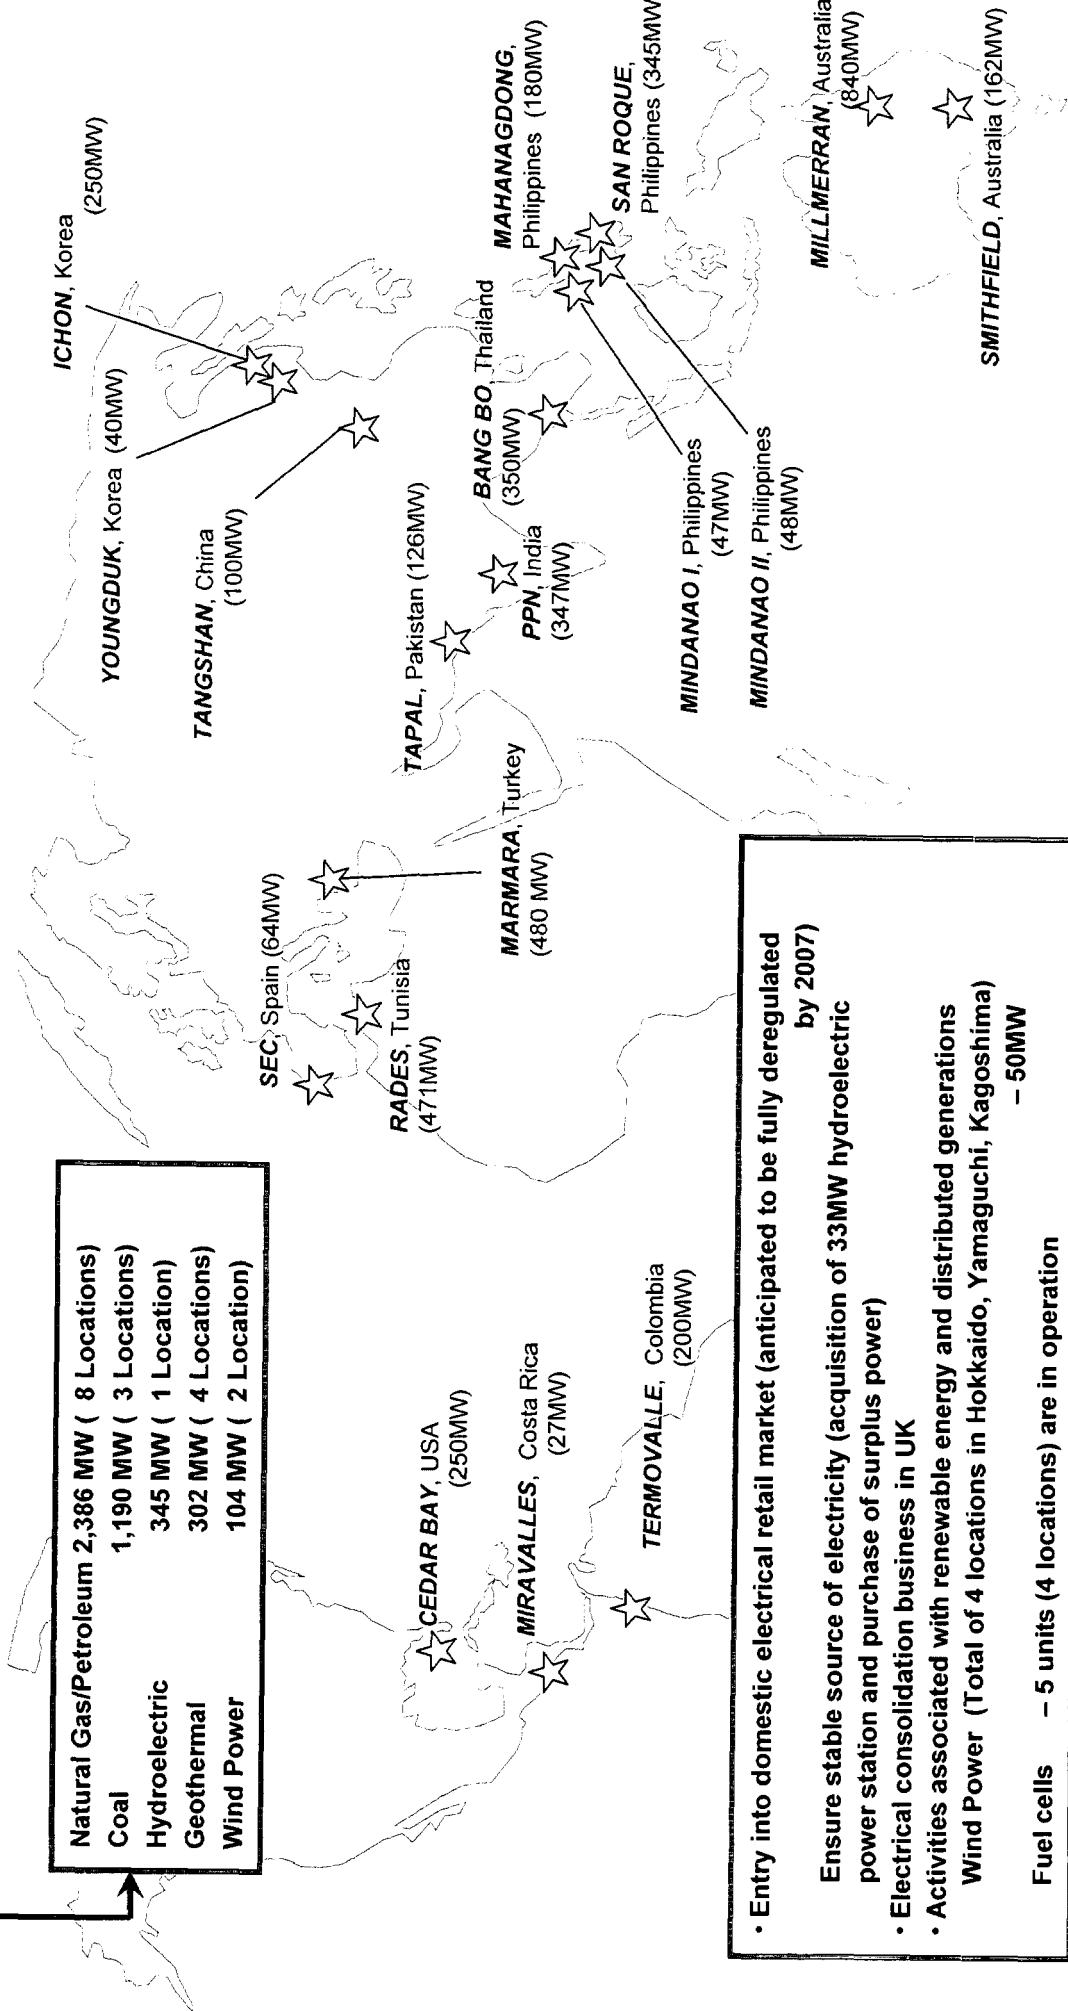 Natural Gas/Petroleum 2,386 MW ( 8 Locations)
Coal 1,190 MW ( 3 Locations)
Hydroelectric 345 MW ( 1 Location)
Geothermal 302 MW ( 4 Locations)
Wind Power 104 MW ( 2 Location)
CEDAR BAY, USA
(250MW)
MIRAVALLES, Costa Rica
(27MW)
TERMOVALLE, Colombia
(200MW)
SEC, Spain (64MW)
RADES, Tunisia
(471MW)
MARMARA, Turkey
(480 MW)
ICHON, Korea
(250MW)
YOUNGDUK, Korea (40MW)
TANGSHAN, China
(100MW)
TAPAL, Pakistan (126MW)
PPN, India
(347MW)
BANG BO, Thailand
(350MW)
MAHANAGDONG,
Philippines (180MW)
SAN ROQUE,
Philippines (345MW
MINDANAO I, Philippines
(47MW)
MINDANAO II, Philippines
(48MW)
MILLMERRAN, Australia
(840MW)
SMITHFIELD, Australia (162MW)
• Entry into domestic electrical retail market (anticipated to be fully deregulated
by 2007)
Ensure stable source of electricity (acquisition of 33MW hydroelectric
power station and purchase of surplus power)
• Electrical consolidation business in UK
• Activities associated with renewable energy and distributed generations
Wind Power (Total of 4 locations in Hokkaido, Yamaguchi, Kagoshima)
– 50MW
Fuel cells – 5 units (4 locations) are in operation